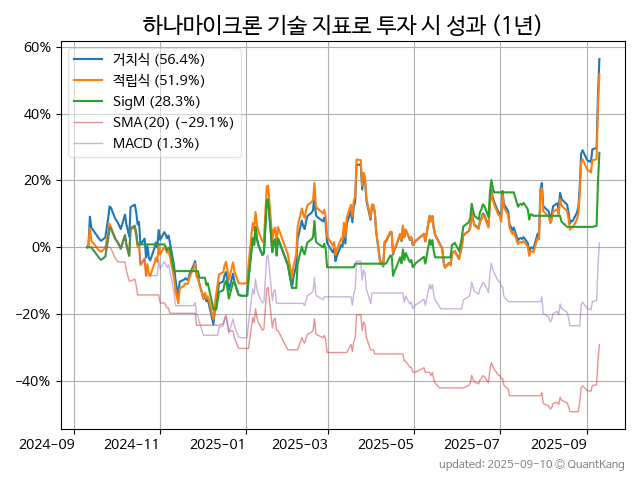 하나마이크론 기술 지표로 투자 시 성과 (1년)
60%
40%
20%
0%
−20%
−40%
거치식 (56.4%)
적립식 (51.9%)
SigM (28.3%)
SMA(20) (-29.1%)
MACD (1.3%)
2024-09
2024-11
2025-01
2025-03
2025-05
2025-07
2025-09
updated: 2025-09-10 © QuantKang